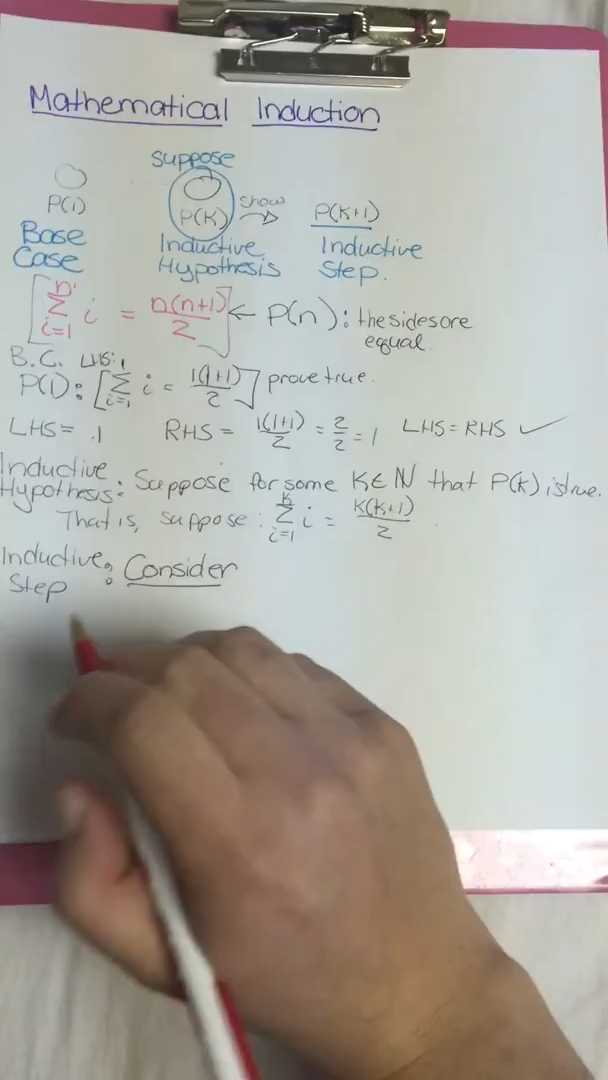 Mathematical Induction
Suppose
P(1) P(K) Show P(K+1)
Base Case
Inductive Hypothesis
Inductive Step.
[∑_{i=1}^{n} i = n(n+1)/2] ← P(n): the sides are equal.
B.C. LHS: 1
P(1): [∑_{i=1}^{1} i = 1(1+1)/2] prove true.
LHS = 1 RHS = 1(1+1)/2 = 2/2 = 1 LHS = RHS ✓
Inductive Hypothesis: Suppose for some K∈ℕ that P(k) is true.
That is, suppose: ∑_{i=1}^{K} i = K(K+1)/2.
Inductive Step: Consider